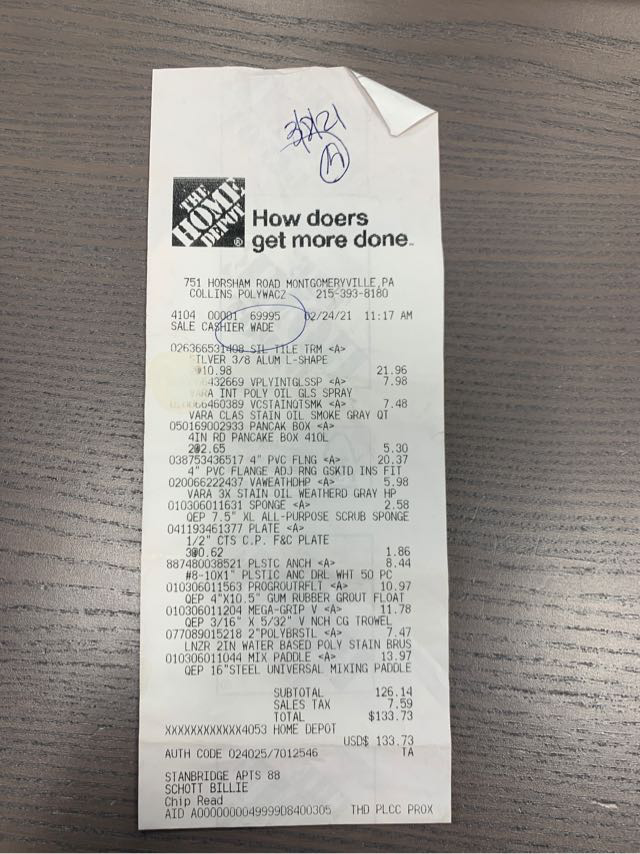 3/2/21
THE
HOME
DEPOT
How doers
get more done.
751 HORSHAM ROAD MONTGOMERYVILLE,PA
COLLINS POLYWACZ 215-393-8180
4104 00001 69995 02/24/21 11:17 AM
SALE CASHIER WADE
026366531408 STL TILE TRM <A>
SILVER 3/8 ALUM L-SHAPE
2@10.98 21.96
432669 VPLYINTGLSSP <A> 7.98
VARA INT POLY OIL GLS SPRAY
460389 VCSTAINQTSMK <A> 7.48
VARA CLAS STAIN OIL SMOKE GRAY QT
050169002933 PANCAK BOX <A>
4IN RD PANCAKE BOX 410L
2@2.65 5.30
038753436517 4" PVC FLNG <A> 20.37
4" PVC FLANGE ADJ RNG GSKTD INS FIT
020066222437 VAWEATHDHP <A> 5.98
VARA 3X STAIN OIL WEATHERD GRAY HP
010306011631 SPONGE <A> 2.58
QEP 7.5" XL ALL-PURPOSE SCRUB SPONGE
041193461377 PLATE <A>
1/2" CTS C.P. F&C PLATE
3@0.62 1.86
887480038521 PLSTC ANCH <A> 8.44
#8-10X1" PLSTIC ANC DRL WHT 50 PC
010306011563 PROGROUTRFLT <A> 10.97
QEP 4"X10.5" GUM RUBBER GROUT FLOAT
010306011204 MEGA-GRIP V <A> 11.78
QEP 3/16" X 5/32" V NCH CG TROWEL
077089015218 2"POLYBRSTL <A> 7.47
LNZR 2IN WATER BASED POLY STAIN BRUS
010306011044 MIX PADDLE <A> 13.97
QEP 16"STEEL UNIVERSAL MIXING PADDLE
SUBTOTAL 126.14
SALES TAX 7.59
TOTAL $133.73
XXXXXXXXXXXX4053 HOME DEPOT
USD$ 133.73
AUTH CODE 024025/7012546 TA
STANBRIDGE APTS 88
SCHOTT BILLIE
Chip Read
AID A0000000049999D8400305 THD PLCC PROX